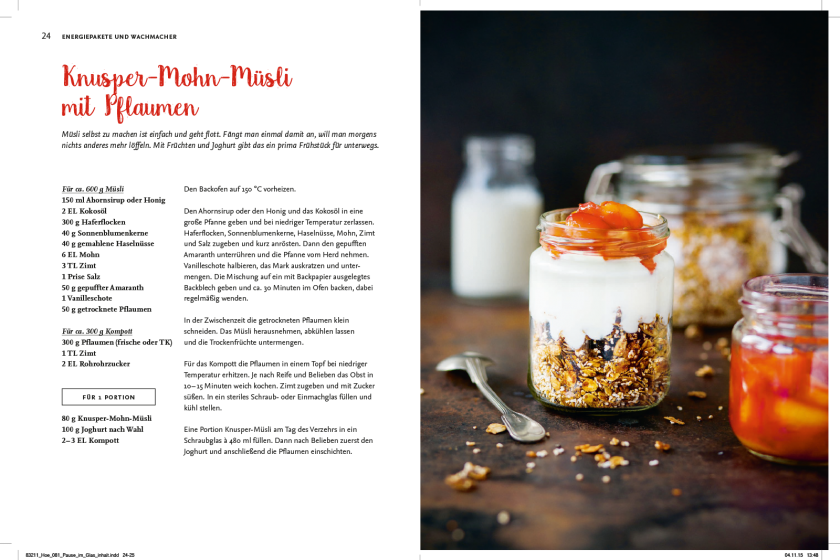 24 ENERGIEPAKETE UND WACHMACHER
Knusper-Mohn-Müsli
mit Pflaumen
Müsli selbst zu machen ist einfach und geht flott. Fängt man einmal damit an, will man morgens
nichts anderes mehr löffeln. Mit Früchten und Joghurt gibt das ein prima Frühstück für unterwegs.
Für ca. 600 g Müsli
150 ml Ahornsirup oder Honig
2 EL Kokosöl
300 g Haferflocken
40 g Sonnenblumenkerne
40 g gemahlene Haselnüsse
6 EL Mohn
3 TL Zimt
1 Prise Salz
50 g gepuffter Amaranth
1 Vanilleschote
50 g getrocknete Pflaumen
Für ca. 300 g Kompott
300 g Pflaumen (frische oder TK)
1 TL Zimt
2 EL Rohrohrzucker
FÜR 1 PORTION
80 g Knusper-Mohn-Müsli
100 g Joghurt nach Wahl
2–3 EL Kompott
Den Backofen auf 150 °C vorheizen.
Den Ahornsirup oder den Honig und das Kokosöl in eine
große Pfanne geben und bei niedriger Temperatur zerlassen.
Haferflocken, Sonnenblumenkerne, Haselnüsse, Mohn, Zimt
und Salz zugeben und kurz anrösten. Dann den gepufften
Amaranth unterrühren und die Pfanne vom Herd nehmen.
Vanilleschote halbieren, das Mark auskratzen und unter-
mengen. Die Mischung auf ein mit Backpapier ausgelegtes
Backblech geben und ca. 30 Minuten im Ofen backen, dabei
regelmäßig wenden.
In der Zwischenzeit die getrockneten Pflaumen klein
schneiden. Das Müsli herausnehmen, abkühlen lassen
und die Trockenfrüchte untermengen.
Für das Kompott die Pflaumen in einem Topf bei niedriger
Temperatur erhitzen. Je nach Reife und Belieben das Obst in
10–15 Minuten weich kochen. Zimt zugeben und mit Zucker
süßen. In ein steriles Schraub- oder Einmachglas füllen und
kühl stellen.
Eine Portion Knusper-Müsli am Tag des Verzehrs in ein
Schraubglas à 480 ml füllen. Dann nach Belieben zuerst den
Joghurt und anschließend die Pflaumen einschichten.
83211_Hoe_081_Pause_im_Glas_inhalt.indd 24-25
04.11.15 13:48